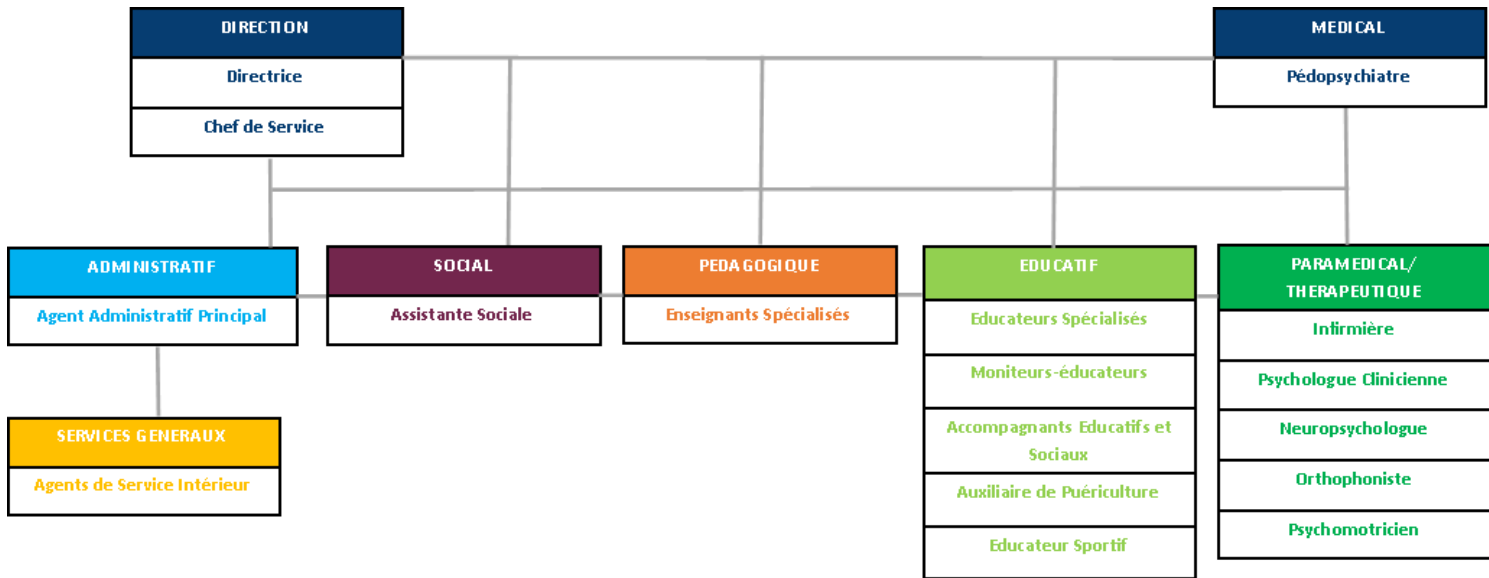 DIRECTION
Directrice
Chef de Service
MEDICAL
Pédopsychiatre
ADMINISTRATIF
Agent Administratif Principal
SERVICES GENERAUX
Agents de Service Intérieur
SOCIAL
Assistante Sociale
PEDAGOGIQUE
Enseignants Spécialisés
EDUCATIF
Educateurs Spécialisés
Moniteurs-éducateurs
Accompagnants Educatifs et
Sociaux
Auxiliaire de Puériculture
Educateur Sportif
PARAMEDICAL/
THERAPEUTIQUE
Infirmière
Psychologue Clinicienne
Neuropsychologue
Orthophoniste
Psychomotricien